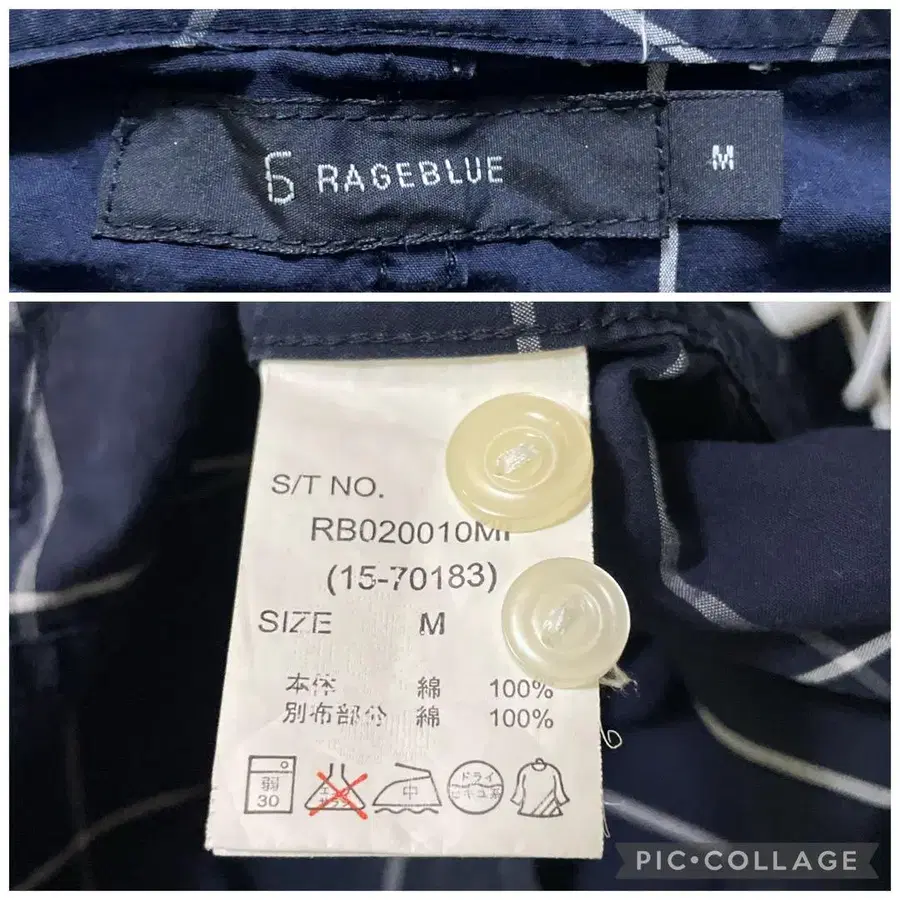 RAGEBLUE
M
S/T NO.
RB020010M
(15-70183)
SIZE M
本体 綿 100%
別布部分 綿 100%
弱
30
中
ドライ
PIC•COLLAGE